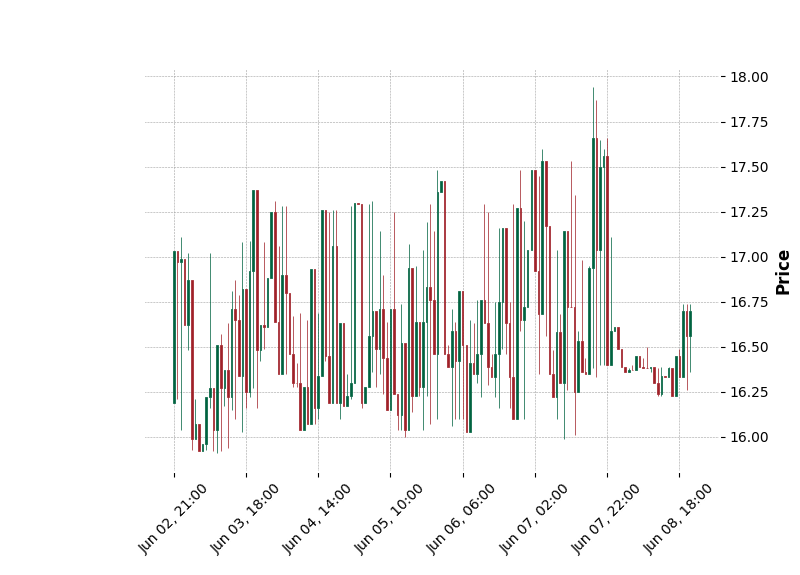 18.00
17.75
17.50
17.25
17.00
16.75
16.50
16.25
16.00
Price
Jun 02, 21:00
Jun 03, 18:00
Jun 04, 14:00
Jun 05, 10:00
Jun 06, 06:00
Jun 07, 02:00
Jun 07, 22:00
Jun 08, 18:00